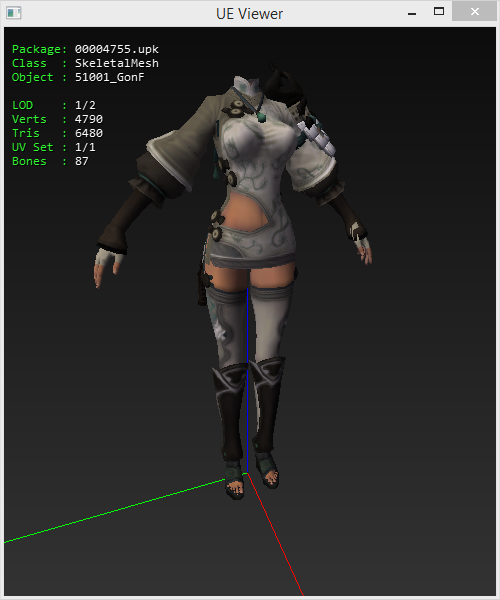 UE Viewer
Package: 00004755.upk
Class : SkeletalMesh
Object : 51001_GonF
LOD : 1/2
Verts : 4790
Tris : 6480
UV Set : 1/1
Bones : 87